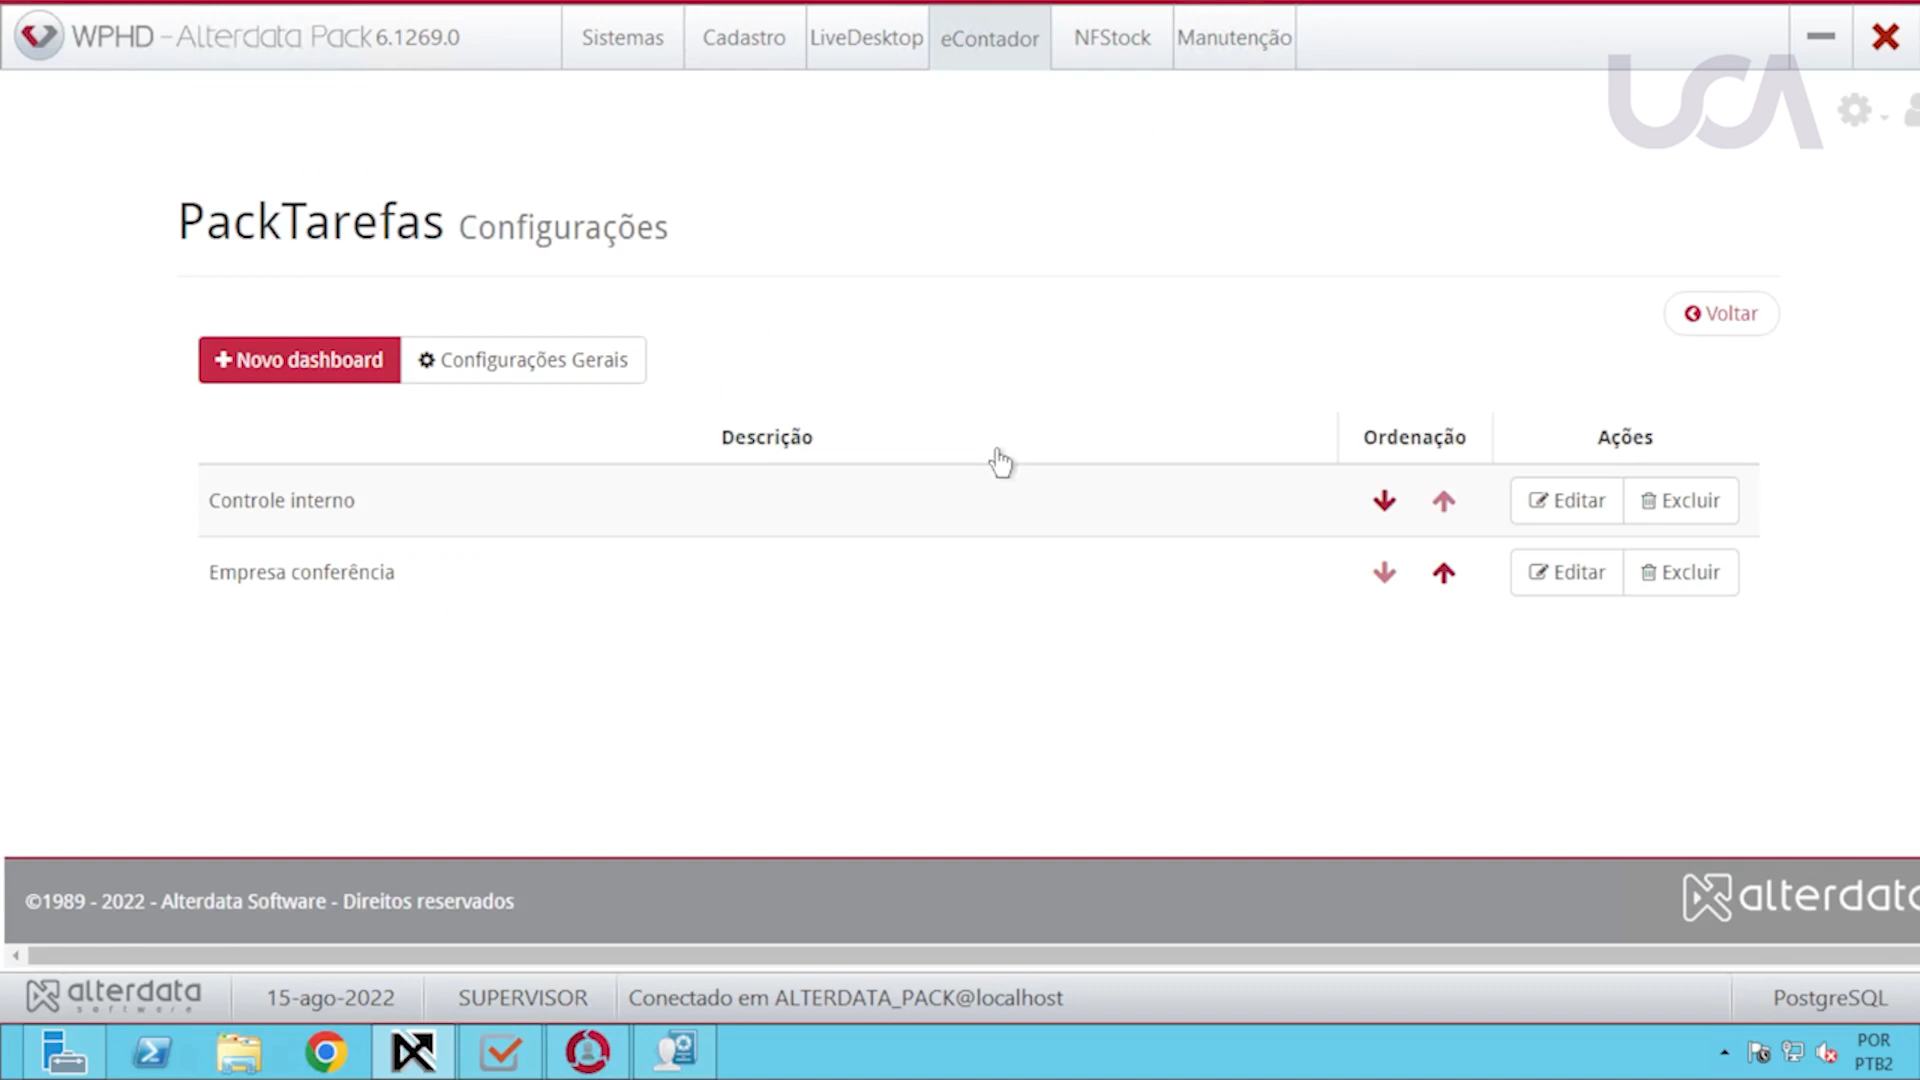 WPHD - Alterdata Pack 6.1269.0
Sistemas
Cadastro
LiveDesktop
eContador
NFStock
Manutenção
UCA
PackTarefas Configurações
Voltar
Novo dashboard
Configurações Gerais
Descrição
Ordenação
Ações
Controle interno
Editar
Excluir
Empresa conferência
Editar
Excluir
©1989 - 2022 - Alterdata Software - Direitos reservados
alterdata
alterdata
software
15-ago-2022
SUPERVISOR
Conectado em ALTERDATA_PACK@localhost
PostgreSQL
POR
PTB2